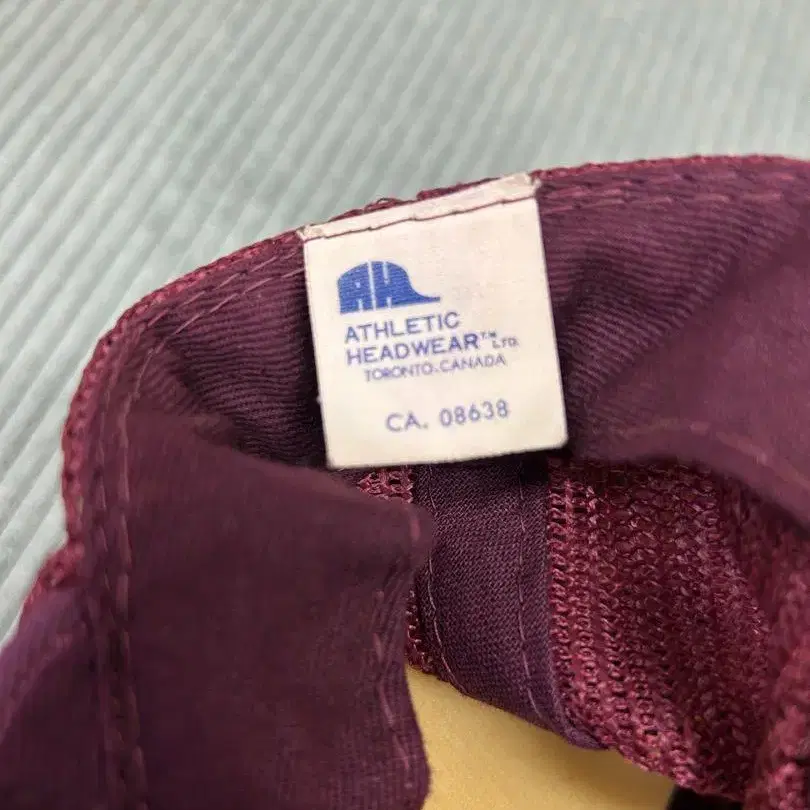 AH
ATHLETIC
HEADWEAR™ LTD.
TORONTO. CANADA
CA. 08638